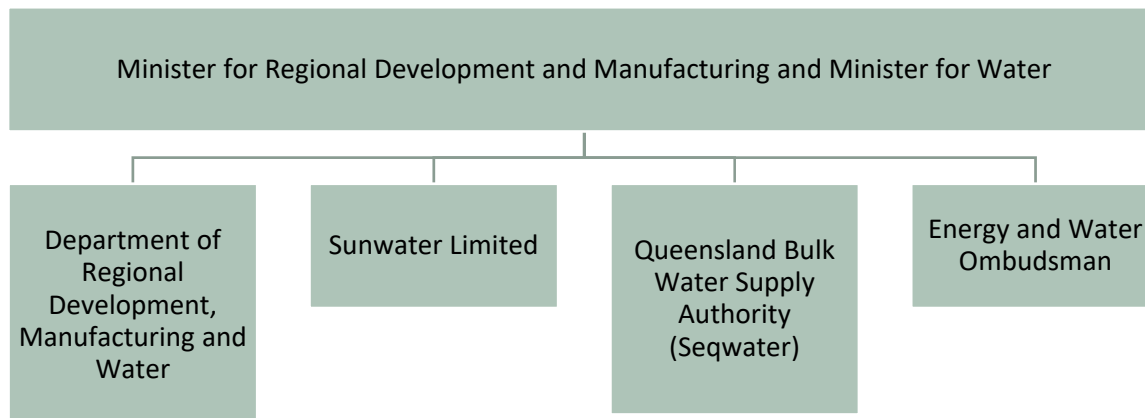 Minister for Regional Development and Manufacturing and Minister for Water
Department of
Regional
Development,
Manufacturing and
Water
Sunwater Limited
Queensland Bulk
Water Supply
Authority
(Seqwater)
Energy and Water
Ombudsman